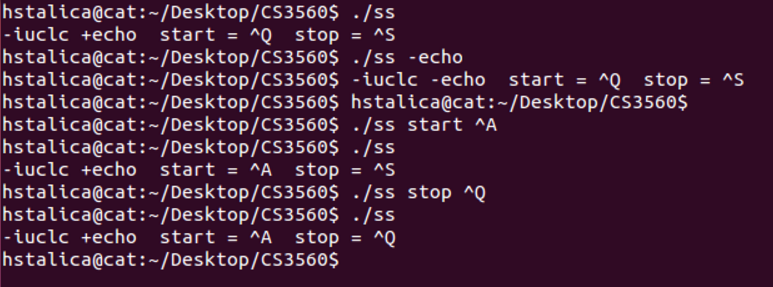 hstalica@cat:~/Desktop/CS3560$ ./ss
-iuclc +echo  start = ^Q  stop = ^S
hstalica@cat:~/Desktop/CS3560$ ./ss -echo
hstalica@cat:~/Desktop/CS3560$ -iuclc -echo  start = ^Q  stop = ^S
hstalica@cat:~/Desktop/CS3560$ hstalica@cat:~/Desktop/CS3560$
hstalica@cat:~/Desktop/CS3560$ ./ss start ^A
hstalica@cat:~/Desktop/CS3560$ ./ss
-iuclc +echo  start = ^A  stop = ^S
hstalica@cat:~/Desktop/CS3560$ ./ss stop ^Q
hstalica@cat:~/Desktop/CS3560$ ./ss
-iuclc +echo  start = ^A  stop = ^Q
hstalica@cat:~/Desktop/CS3560$